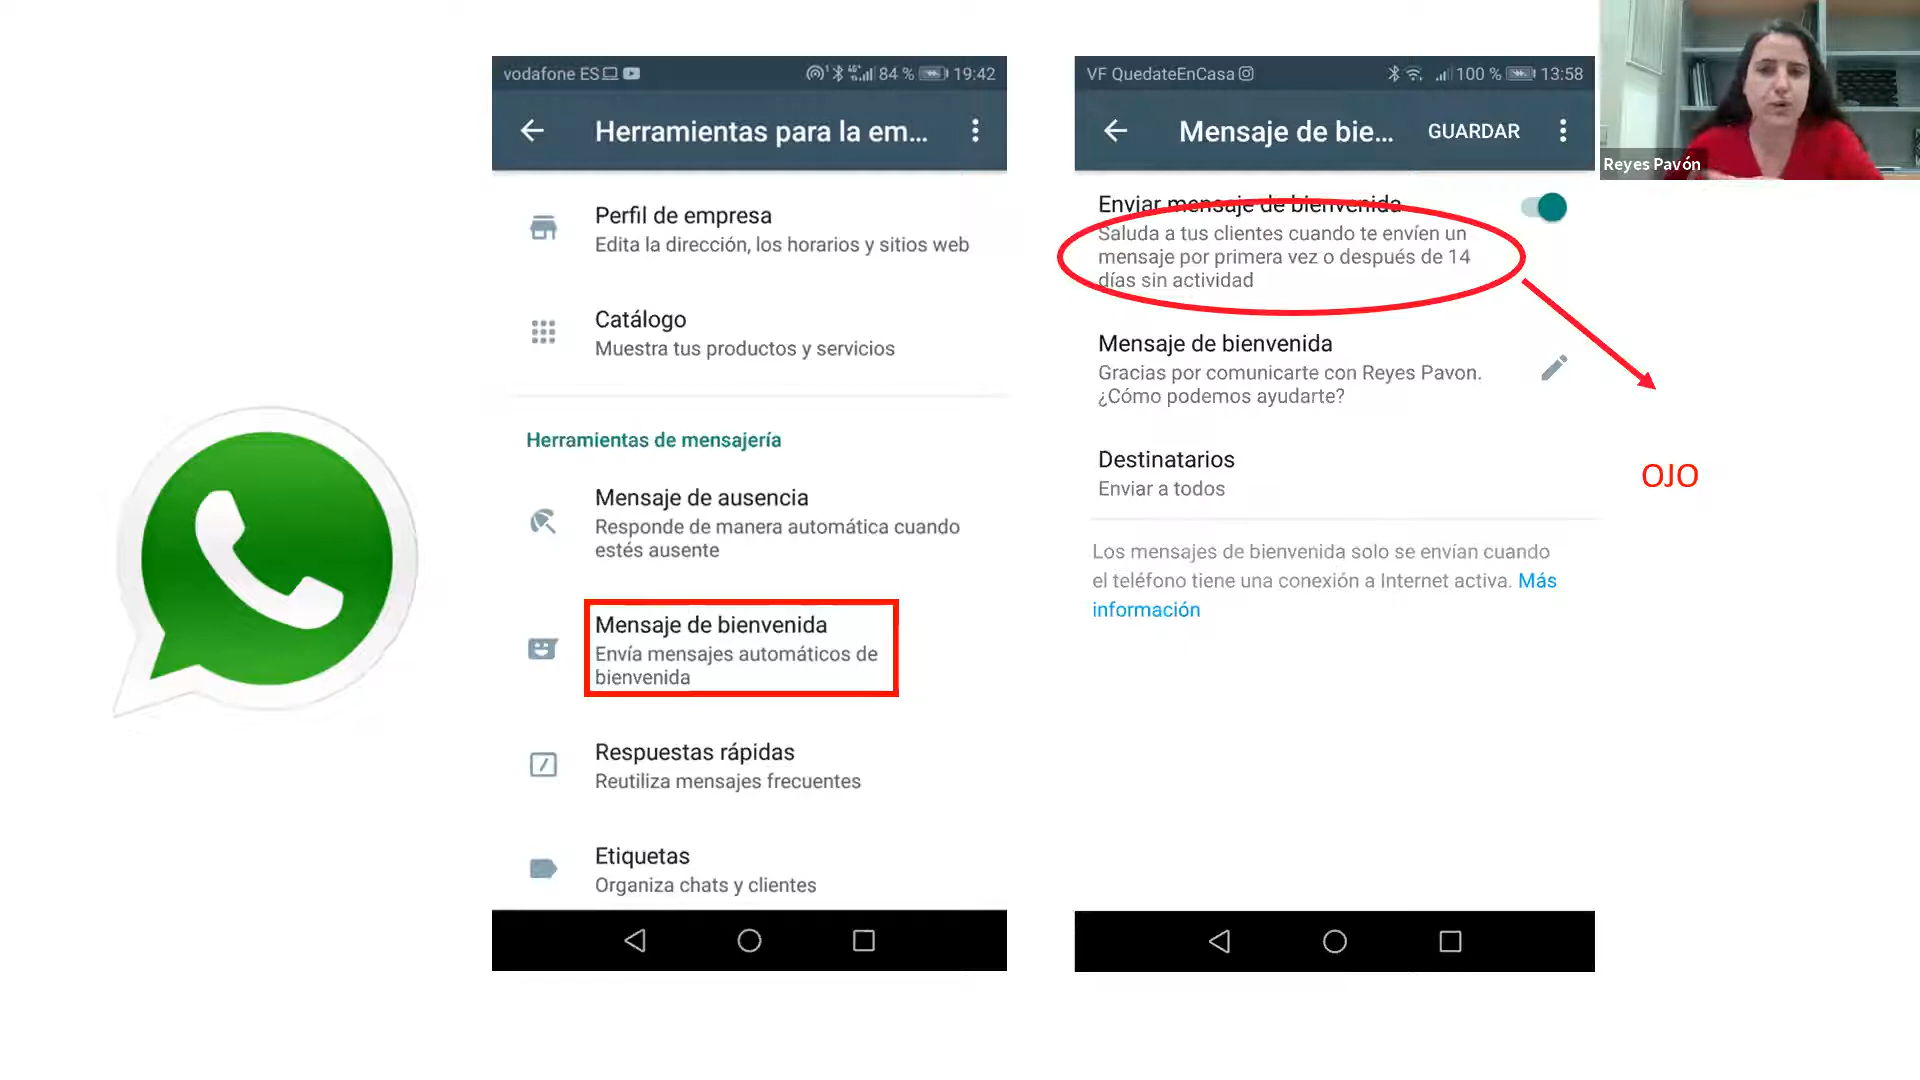 vodafone ES
84 %
19:42
Herramientas para la em...
Perfil de empresa
Edita la dirección, los horarios y sitios web
Catálogo
Muestra tus productos y servicios
Herramientas de mensajería
Mensaje de ausencia
Responde de manera automática cuando
estés ausente
Mensaje de bienvenida
Envía mensajes automáticos de
bienvenida
Respuestas rápidas
Reutiliza mensajes frecuentes
Etiquetas
Organiza chats y clientes
VF QuedateEnCasa
100 %
13:58
Mensaje de bie...
GUARDAR
Enviar mensaje de bienvenida
Saluda a tus clientes cuando te envíen un
mensaje por primera vez o después de 14
días sin actividad
Mensaje de bienvenida
Gracias por comunicarte con Reyes Pavon.
¿Cómo podemos ayudarte?
Destinatarios
Enviar a todos
Los mensajes de bienvenida solo se envían cuando
el teléfono tiene una conexión a Internet activa. Más
información
OJO
Reyes Pavón